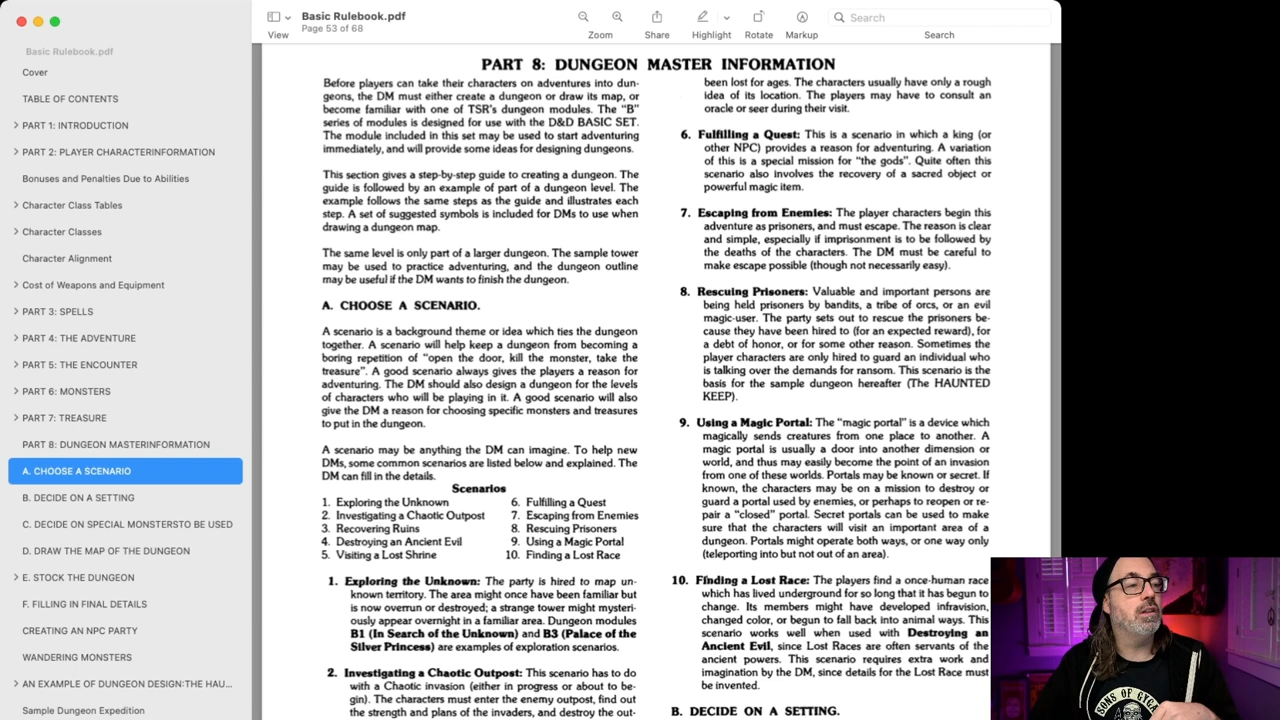 Basic Rulebook.pdf
Page 53 of 68
View
Zoom
Share
Highlight
Rotate
Markup
Search
Search
Basic Rulebook.pdf
Cover
TABLE OF CONTENTS
PART 1: INTRODUCTION
PART 2: PLAYER CHARACTERINFORMATION
Bonuses and Penalties Due to Abilities
Character Class Tables
Character Classes
Character Alignment
Cost of Weapons and Equipment
PART 3: SPELLS
PART 4: THE ADVENTURE
PART 5: THE ENCOUNTER
PART 6: MONSTERS
PART 7: TREASURE
PART 8: DUNGEON MASTERINFORMATION
A. CHOOSE A SCENARIO
B. DECIDE ON A SETTING
C. DECIDE ON SPECIAL MONSTERSTO BE USED
D. DRAW THE MAP OF THE DUNGEON
E. STOCK THE DUNGEON
F. FILLING IN FINAL DETAILS
CREATING AN NPC PARTY
WANDERING MONSTERS
AN EXAMPLE OF DUNGEON DESIGN:THE HAU...
Sample Dungeon Expedition
PART 8: DUNGEON MASTER INFORMATION
Before players can take their characters on adventures into dun-
geons, the DM must either create a dungeon or draw its map, or
become familiar with one of TSR's dungeon modules. The "B"
series of modules is designed for use with the D&D BASIC SET.
The module included in this set may be used to start adventuring
immediately, and will provide some ideas for designing dungeons.
This section gives a step-by-step guide to creating a dungeon. The
guide is followed by an example of part of a dungeon level. The
example follows the same steps as the guide and illustrates each
step. A set of suggested symbols is included for DMs to use when
drawing a dungeon map.
The same level is only part of a larger dungeon. The sample tower
may be used to practice adventuring, and the dungeon outline
may be useful if the DM wants to finish the dungeon.
A. CHOOSE A SCENARIO.
A scenario is a background theme or idea which ties the dungeon
together. A scenario will help keep a dungeon from becoming a
boring repetition of "open the door, kill the monster, take the
treasure". A good scenario always gives the players a reason for
adventuring. The DM should also design a dungeon for the levels
of characters who will be playing in it. A good scenario will also
give the DM a reason for choosing specific monsters and treasures
to put in the dungeon.
A scenario may be anything the DM can imagine. To help new
DMs, some common scenarios are listed below and explained. The
DM can fill in the details.
Scenarios
1. Exploring the Unknown
2. Investigating a Chaotic Outpost
3. Recovering Ruins
4. Destroying an Ancient Evil
5. Visiting a Lost Shrine
6. Fulfilling a Quest
7. Escaping from Enemies
8. Rescuing Prisoners
9. Using a Magic Portal
10. Finding a Lost Race
1. Exploring the Unknown: The party is hired to map un-
known territory. The area might once have been familiar but
is now overrun or destroyed; a strange tower might mysteri-
ously appear overnight in a familiar area. Dungeon modules
B1 (In Search of the Unknown) and B3 (Palace of the
Silver Princess) are examples of exploration scenarios.
2. Investigating a Chaotic Outpost: This scenario has to do
with a Chaotic invasion (either in progress or about to be-
gin). The characters must enter the enemy outpost, find out
the strength and plans of the invaders, and destroy the out-
been lost for ages. The characters usually have only a rough
idea of its location. The players may have to consult an
oracle or seer during their visit.
6. Fulfilling a Quest: This is a scenario in which a king (or
other NPC) provides a reason for adventuring. A variation
of this is a special mission for "the gods". Quite often this
scenario also involves the recovery of a sacred object or
powerful magic item.
7. Escaping from Enemies: The player characters begin this
adventure as prisoners, and must escape. The reason is clear
and simple, especially if imprisonment is to be followed by
the deaths of the characters. The DM must be careful to
make escape possible (though not necessarily easy).
8. Rescuing Prisoners: Valuable and important persons are
being held prisoners by bandits, a tribe of orcs, or an evil
magic-user. The party sets out to rescue the prisoners be-
cause they have been hired to (for an expected reward), for
a debt of honor, or for some other reason. Sometimes the
player characters are only hired to guard an individual who
is talking over the demands for ransom. This scenario is the
basis for the sample dungeon hereafter (The HAUNTED
KEEP).
9. Using a Magic Portal: The "magic portal" is a device which
magically sends creatures from one place to another. A
magic portal is usually a door into another dimension or
world, and thus may easily become the point of an invasion
from one of these worlds. Portals may be known or secret. If
known, the characters may be on a mission to destroy or
guard a portal used by enemies, or perhaps to reopen or re-
pair a "closed" portal. Secret portals can be used to make
sure that the characters will visit an important area of a
dungeon. Portals might operate both ways, or one way only
(teleporting into but not out of an area).
10. Finding a Lost Race: The players find a once-human race
which has lived underground for so long that it has begun to
change. Its members might have developed infravision,
changed color, or begun to fall back into animal ways. This
scenario works well when used with Destroying an
Ancient Evil, since Lost Races are often servants of the
ancient powers. This scenario requires extra work and
imagination by the DM, since details for the Lost Race must
be invented.
B. DECIDE ON A SETTING.
SONS OF